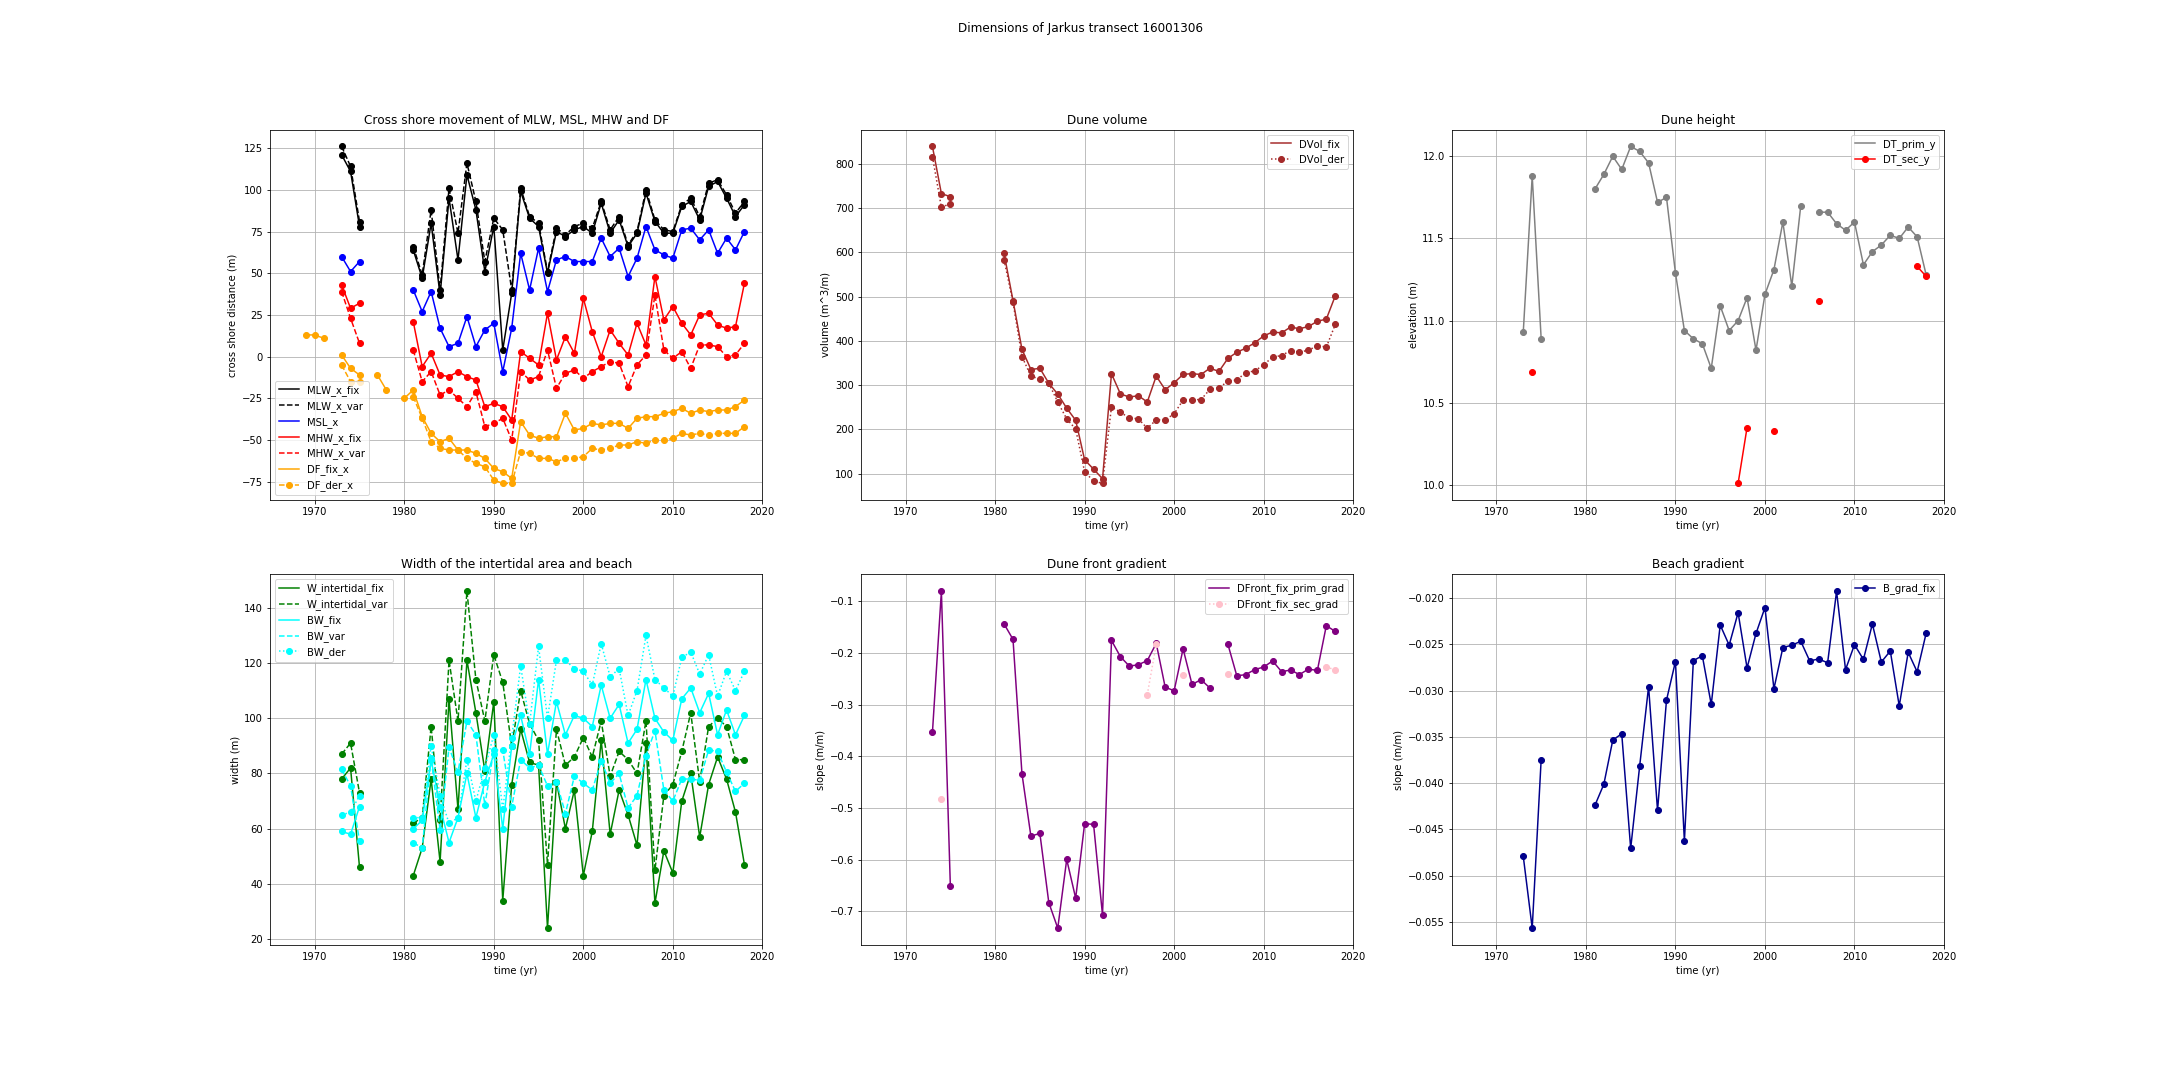 Dimensions of Jarkus transect 16001306
Cross shore movement of MLW, MSL, MHW and DF
cross shore distance (m)
125
100
75
50
25
0
−25
−50
−75
MLW_x_fix
MLW_x_var
MSL_x
MHW_x_fix
MHW_x_var
DF_fix_x
DF_der_x
1970 1980 1990 2000 2010 2020
time (yr)
Dune volume
volume (m^3/m)
800
700
600
500
400
300
200
100
DVol_fix
DVol_der
1970 1980 1990 2000 2010 2020
time (yr)
Dune height
elevation (m)
12.0
11.5
11.0
10.5
10.0
DT_prim_y
DT_sec_y
1970 1980 1990 2000 2010 2020
time (yr)
Width of the intertidal area and beach
width (m)
140
120
100
80
60
40
20
W_intertidal_fix
W_intertidal_var
BW_fix
BW_var
BW_der
1970 1980 1990 2000 2010 2020
time (yr)
Dune front gradient
slope (m/m)
−0.1
−0.2
−0.3
−0.4
−0.5
−0.6
−0.7
DFront_fix_prim_grad
DFront_fix_sec_grad
1970 1980 1990 2000 2010 2020
time (yr)
Beach gradient
slope (m/m)
−0.020
−0.025
−0.030
−0.035
−0.040
−0.045
−0.050
−0.055
B_grad_fix
1970 1980 1990 2000 2010 2020
time (yr)